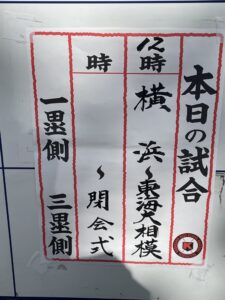 本日の試合
12時 横浜〜東海大相模
時 〜閉会式
一塁側 三塁側